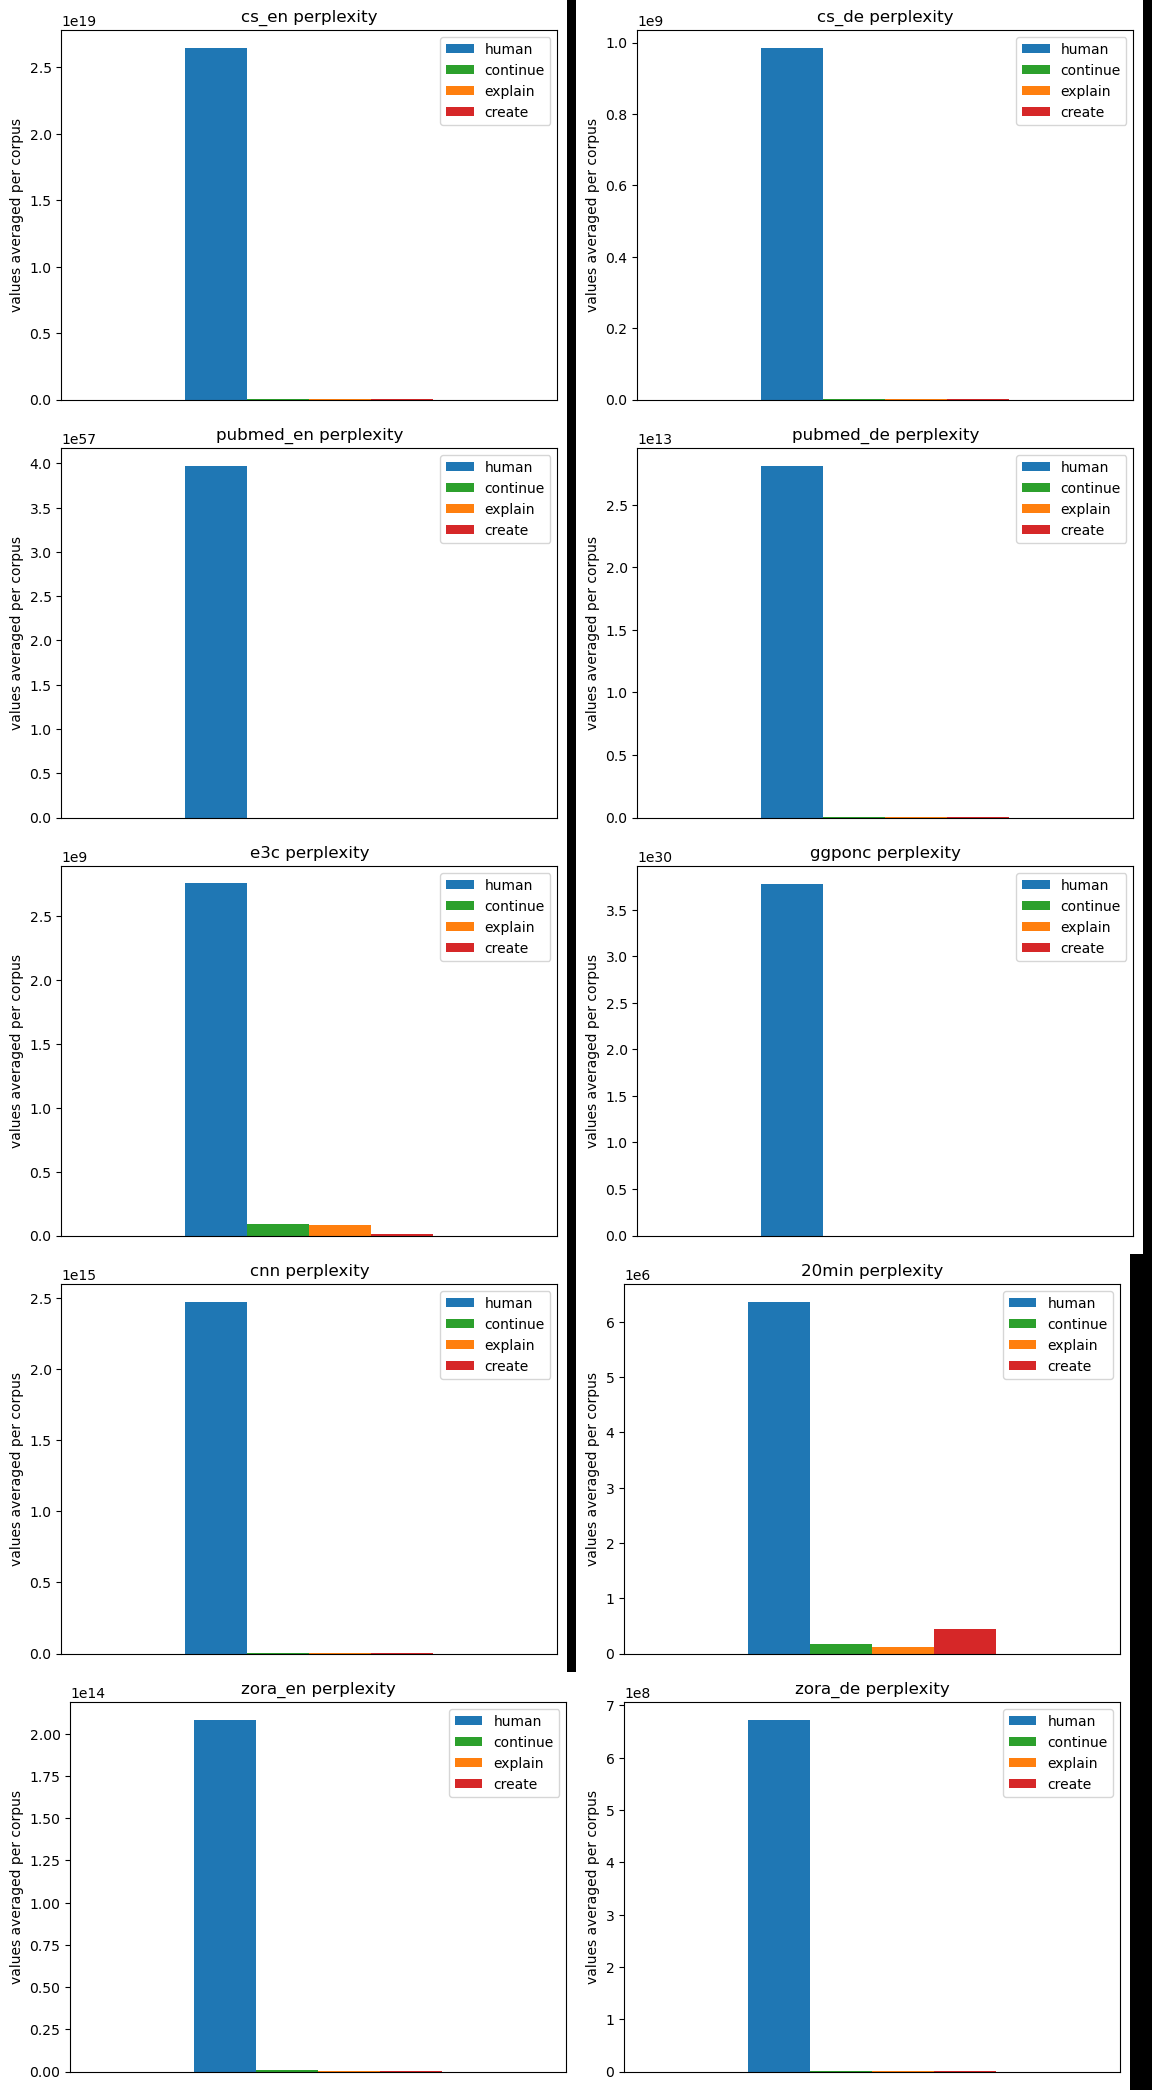 cs_en perplexity
1e19
values averaged per corpus
2.5
2.0
1.5
1.0
0.5
0.0
human
continue
explain
create
cs_de perplexity
1e9
values averaged per corpus
1.0
0.8
0.6
0.4
0.2
0.0
human
continue
explain
create
pubmed_en perplexity
1e57
values averaged per corpus
4.0
3.5
3.0
2.5
2.0
1.5
1.0
0.5
0.0
human
continue
explain
create
pubmed_de perplexity
1e13
values averaged per corpus
2.5
2.0
1.5
1.0
0.5
0.0
human
continue
explain
create
e3c perplexity
1e9
values averaged per corpus
2.5
2.0
1.5
1.0
0.5
0.0
human
continue
explain
create
ggponc perplexity
1e30
values averaged per corpus
3.5
3.0
2.5
2.0
1.5
1.0
0.5
0.0
human
continue
explain
create
cnn perplexity
1e15
values averaged per corpus
2.5
2.0
1.5
1.0
0.5
0.0
human
continue
explain
create
20min perplexity
1e6
values averaged per corpus
6
5
4
3
2
1
0
human
continue
explain
create
zora_en perplexity
1e14
values averaged per corpus
2.00
1.75
1.50
1.25
1.00
0.75
0.50
0.25
0.00
human
continue
explain
create
zora_de perplexity
1e8
values averaged per corpus
7
6
5
4
3
2
1
0
human
continue
explain
create